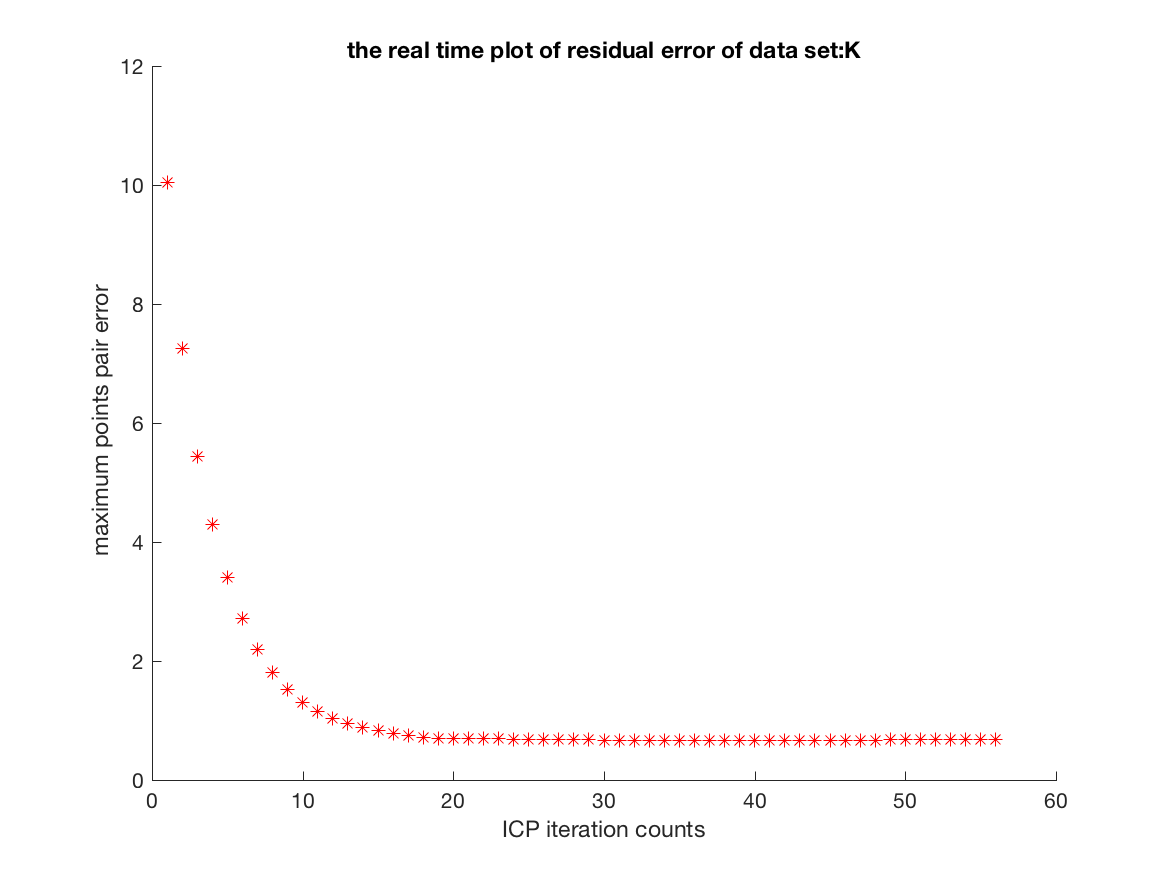 the real time plot of residual error of data set:K
12
10
8
6
4
2
0
maximum points pair error
0 10 20 30 40 50 60
ICP iteration counts